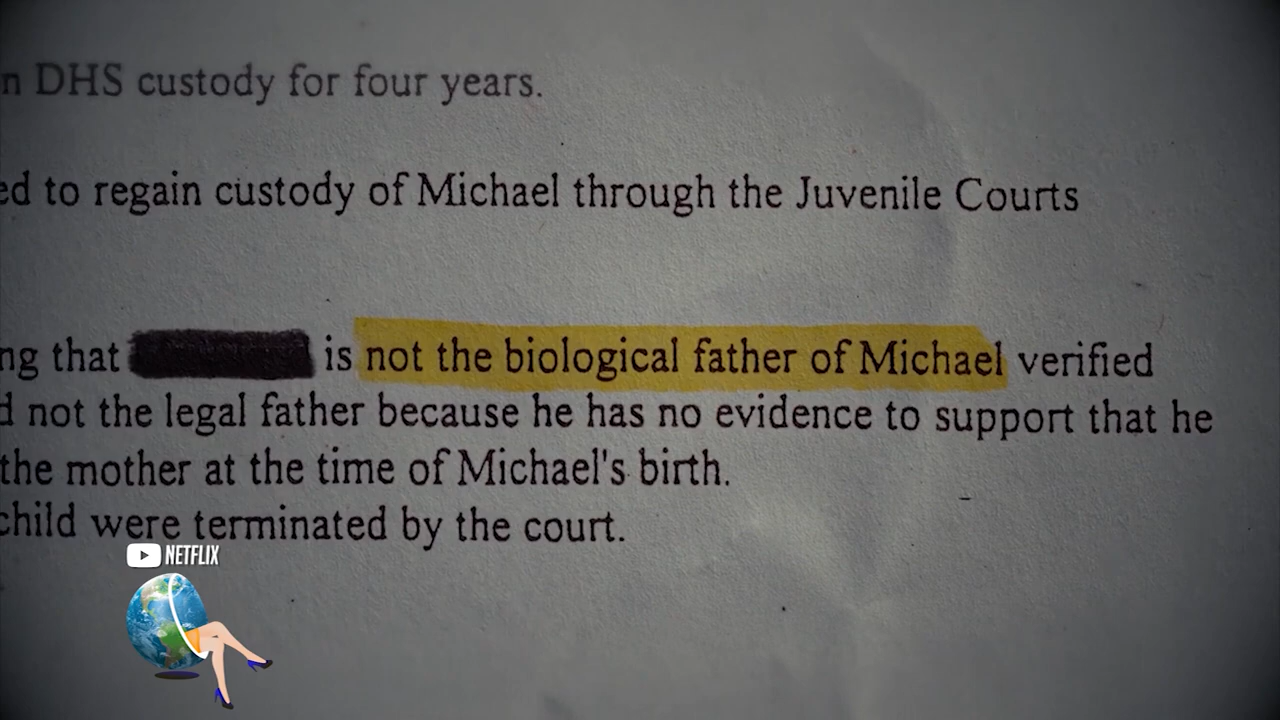 n DHS custody for four years.
ed to regain custody of Michael through the Juvenile Courts
ng that is not the biological father of Michael verified
d not the legal father because he has no evidence to support that he
the mother at the time of Michael's birth.
child were terminated by the court.
NETFLIX